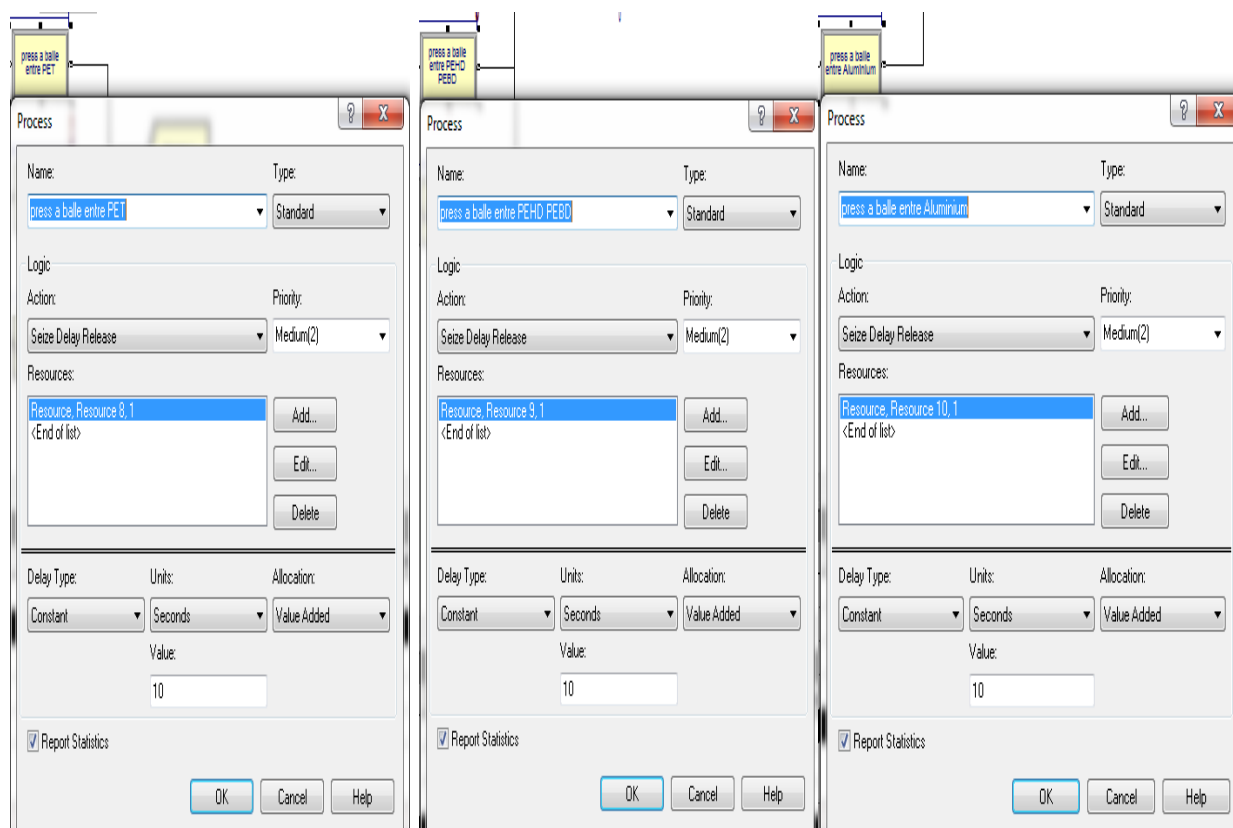 press a balle
entre PET
Process
Name:
Type:
press a balle entre PET
Standard
Logic
Action:
Priority:
Seize Delay Release
Medium(2)
Resources:
Resource, Resource 8, 1
<End of list>
Add...
Edit...
Delete
Delay Type:
Units:
Allocation:
Constant
Seconds
Value Added
Value:
10
Report Statistics
OK
Cancel
Help
press a balle
entre PEHD
PEBD
Process
Name:
Type:
press a balle entre PEHD PEBD
Standard
Logic
Action:
Priority:
Seize Delay Release
Medium(2)
Resources:
Resource, Resource 9, 1
<End of list>
Add...
Edit...
Delete
Delay Type:
Units:
Allocation:
Constant
Seconds
Value Added
Value:
10
Report Statistics
OK
Cancel
Help
press a balle
entre Aluminium
Process
Name:
Type:
press a balle entre Aluminium
Standard
Logic
Action:
Priority:
Seize Delay Release
Medium(2)
Resources:
Resource, Resource 10, 1
<End of list>
Add...
Edit...
Delete
Delay Type:
Units:
Allocation:
Constant
Seconds
Value Added
Value:
10
Report Statistics
OK
Cancel
Help